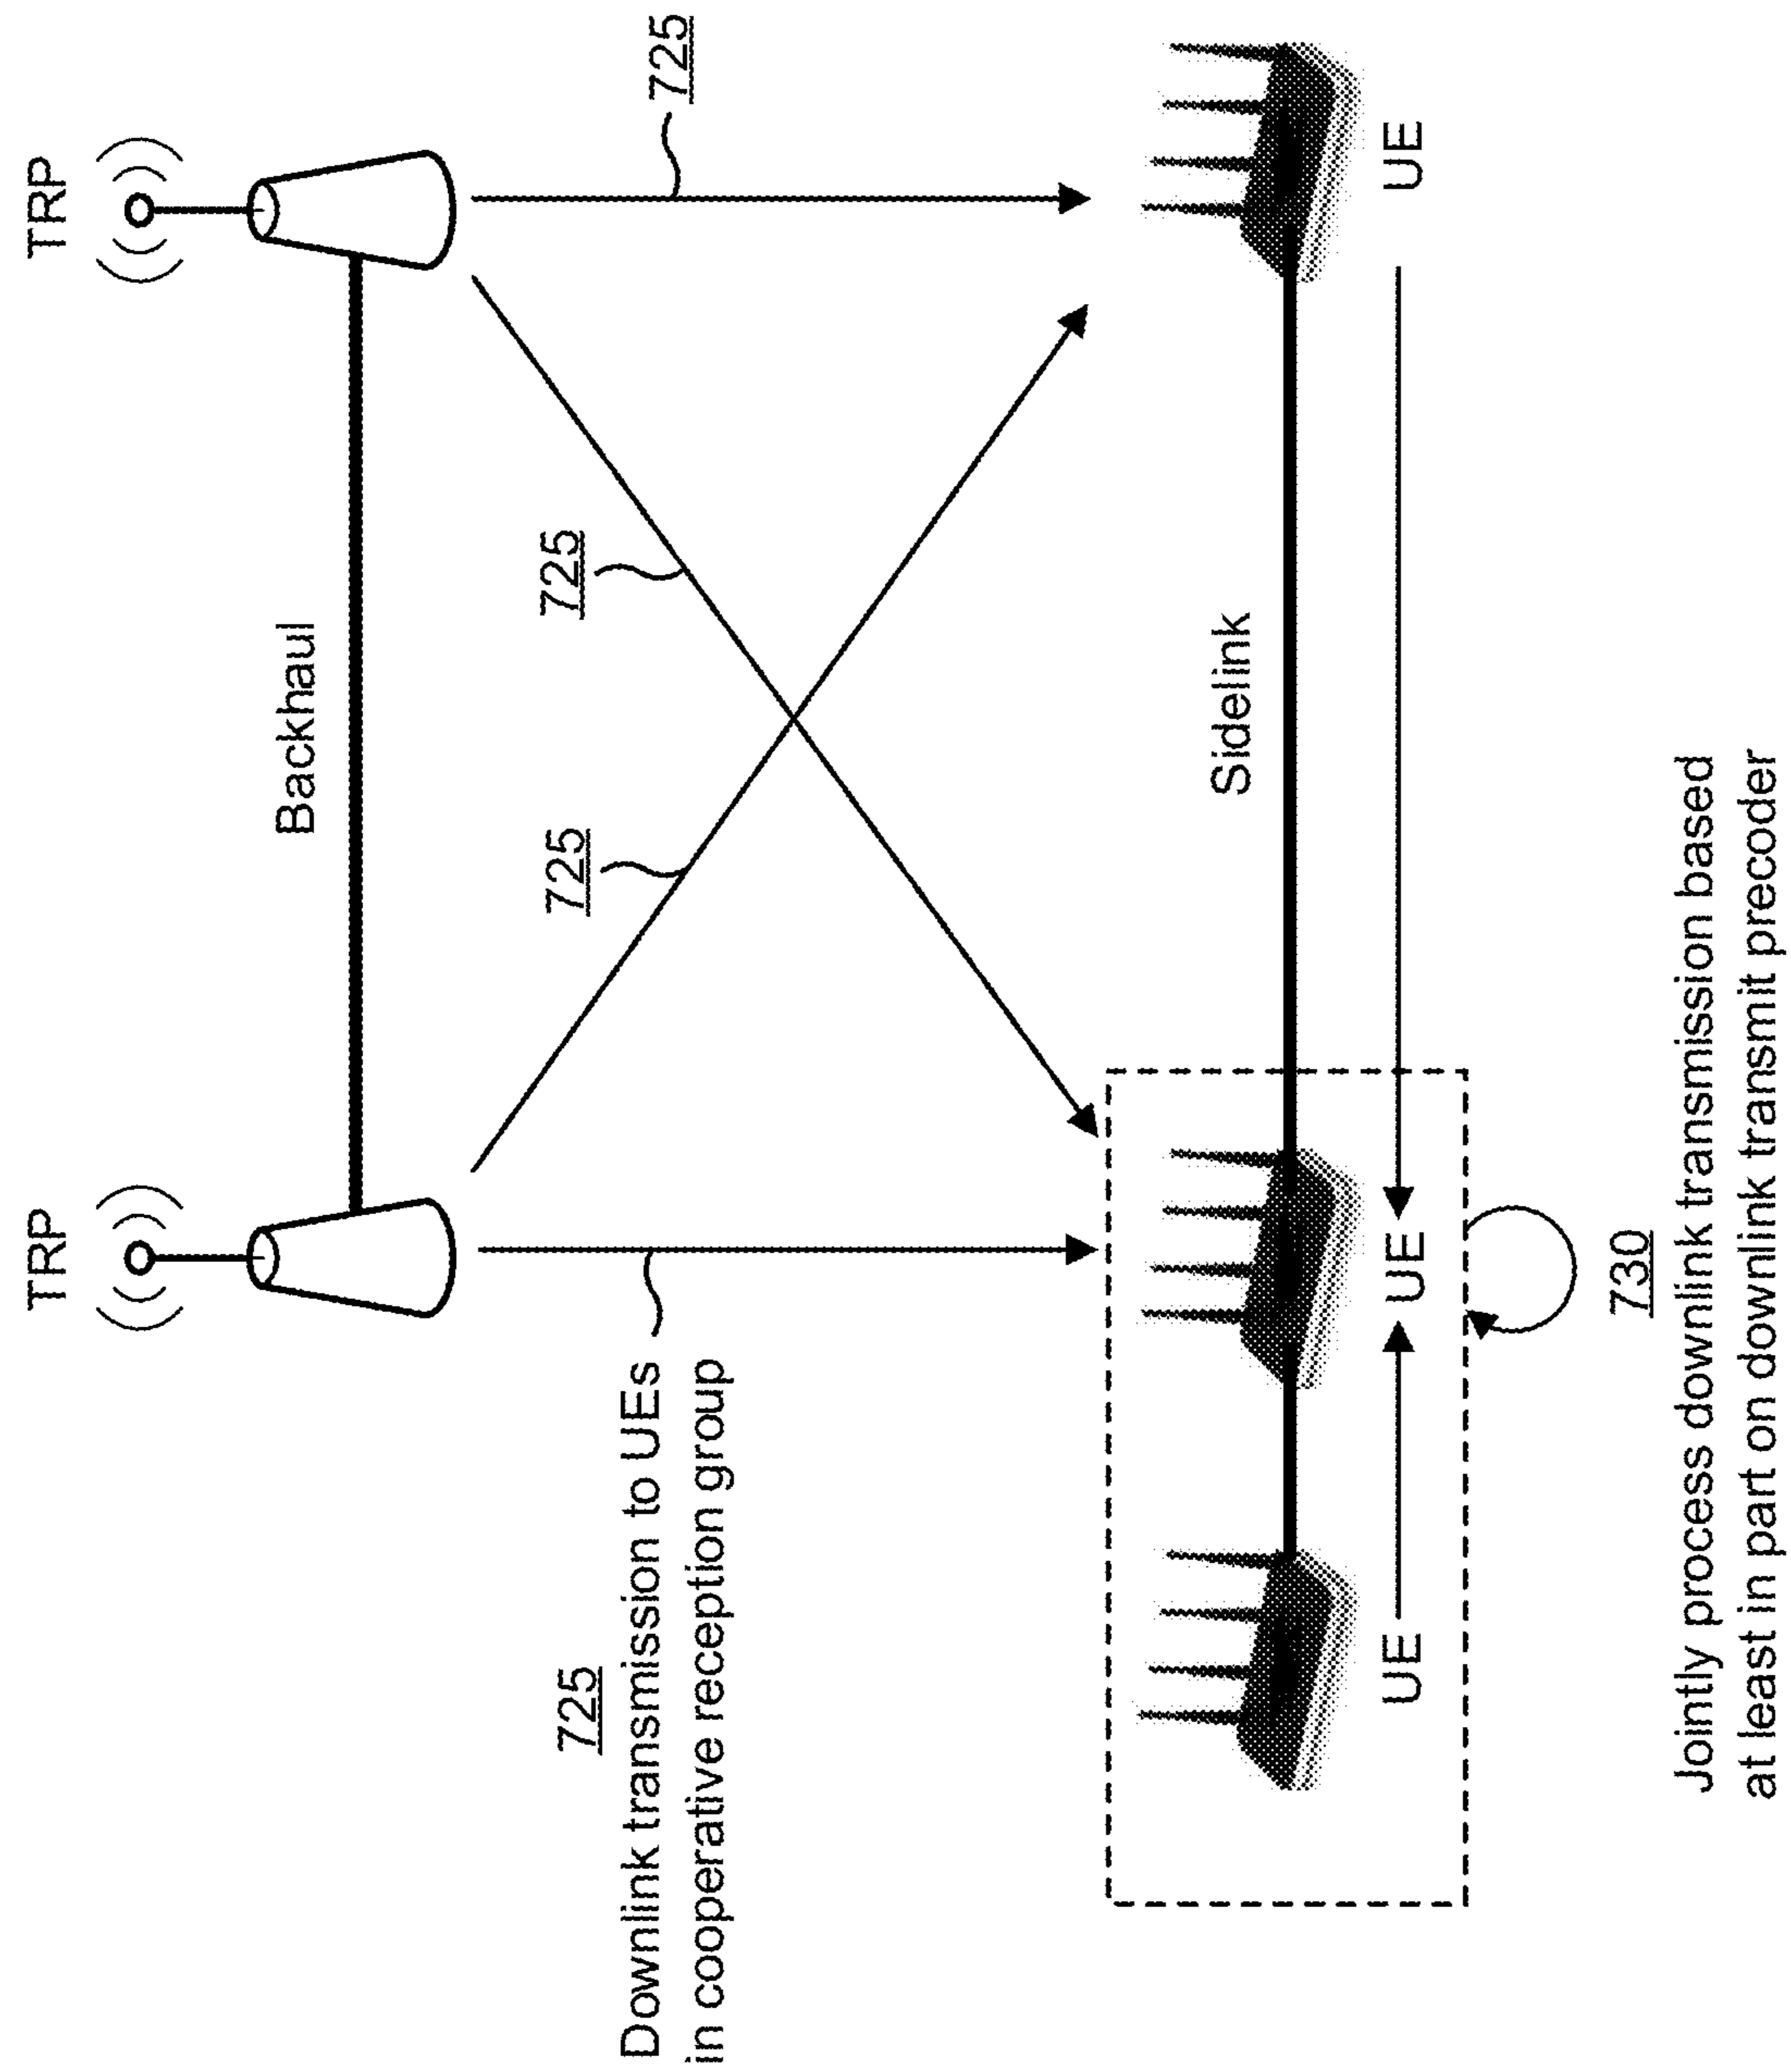 TRP
TRP
Backhaul
725
Downlink transmission to UEs
in cooperative reception group
725
725
725
Sidelink
UE
UE
UE
730
Jointly process downlink transmission based
at least in part on downlink transmit precoder